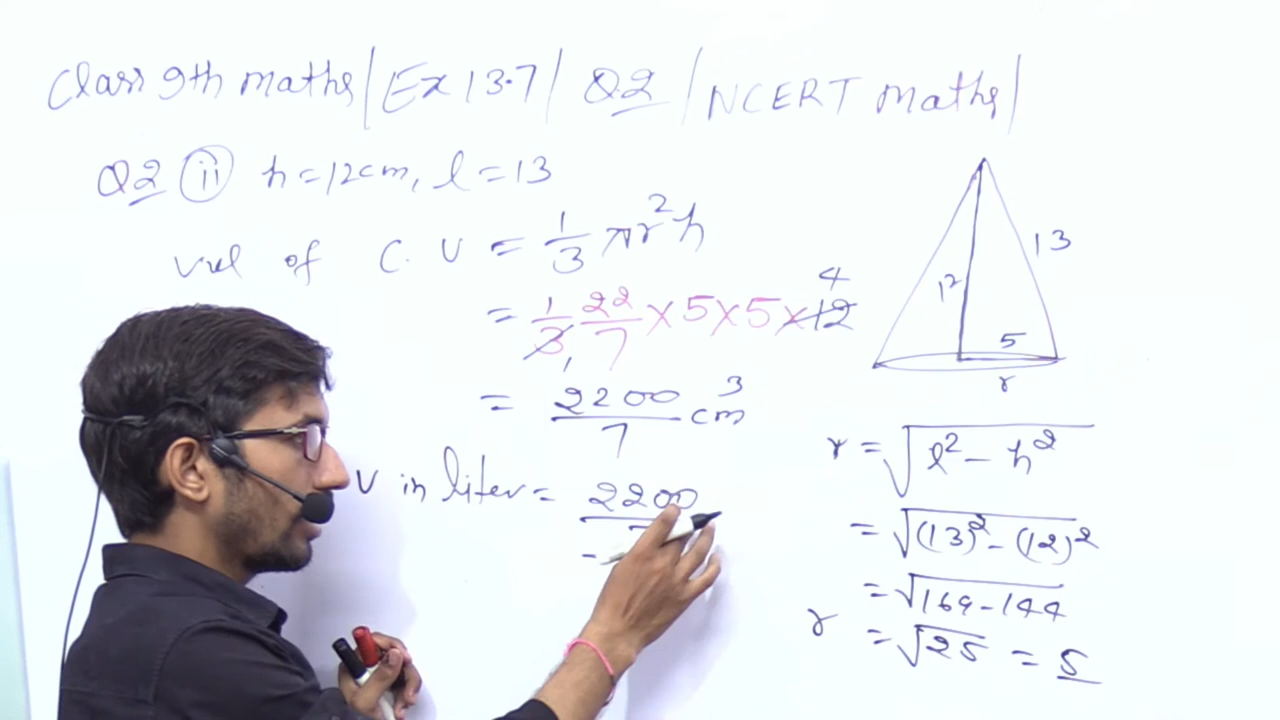 Class 9th maths/Ex 13.7/ Q2 /NCERT maths/
Q2 (ii) h=12cm, l=13
Vol of C.V = 1/3 πr²h
= 1/3 22/7 ×5×5×12
4
1
= 2200/7 cm³
V in liter = 2200
13
12
5
r
r = √l² - h²
= √(13)² - (12)²
= √169-144
r = √25 = 5